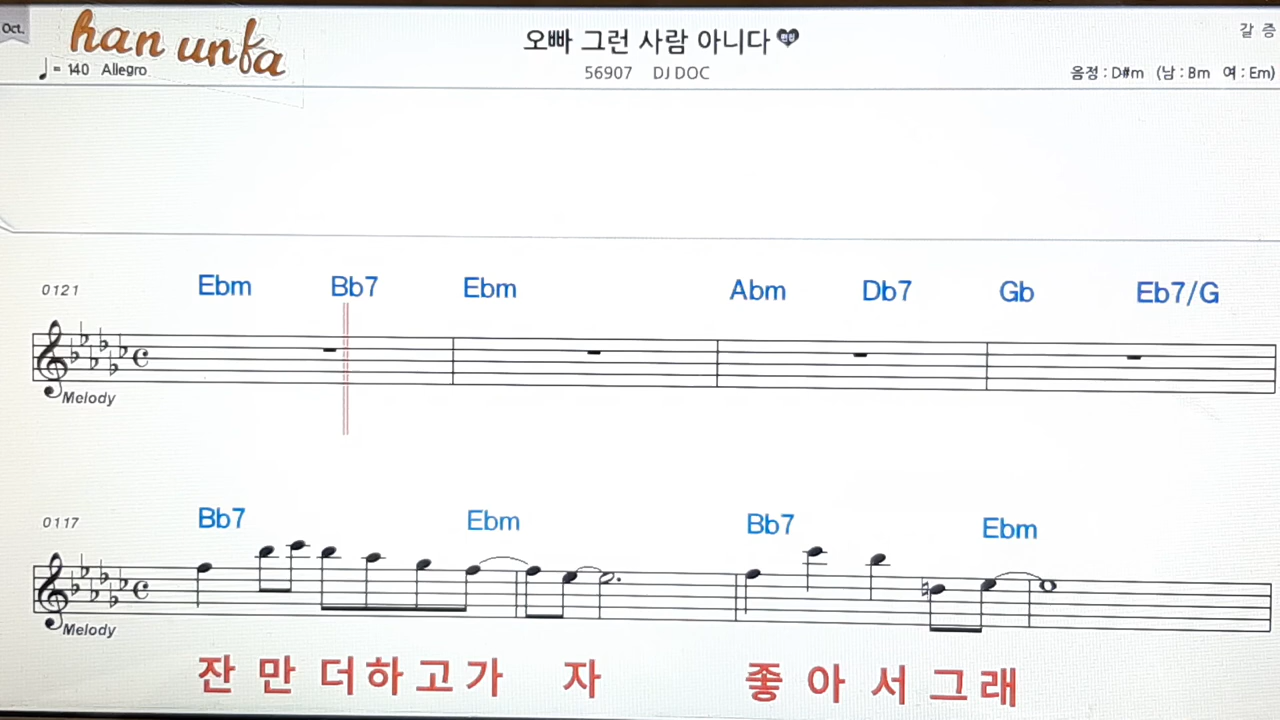 Oct.
han unfa
오빠 그런 사람 아니다
갈 증
= 140 Allegro
56907 DJ DOC
음정 : D#m (남 : Bm 여 : Em)
0121
Ebm Bb7 Ebm Abm Db7 Gb Eb7/G
Melody
0117
Bb7 Ebm Bb7 Ebm
Melody
잔 만 더 하 고 가 자 좋 아 서 그 래